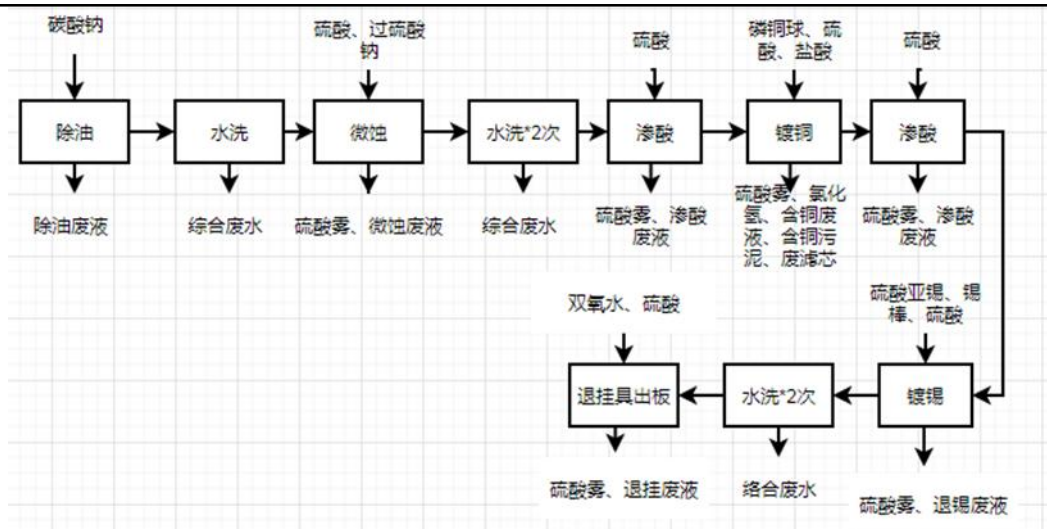 碳酸钠
硫酸、过硫酸
钠
硫酸
磷铜球、硫
酸、盐酸
硫酸
除油
水洗
微蚀
水洗*2次
渗酸
镀铜
渗酸
除油废液
综合废水
硫酸雾、微蚀废液
综合废水
硫酸雾、渗酸
废液
硫酸雾、氯化
氢、含铜废
液、含铜污
泥、废滤芯
硫酸雾、渗酸
废液
双氧水、硫酸
硫酸亚锡、锡
棒、硫酸
退挂具出板
水洗*2次
镀锡
硫酸雾、退挂废液
络合废水
硫酸雾、退锡废液